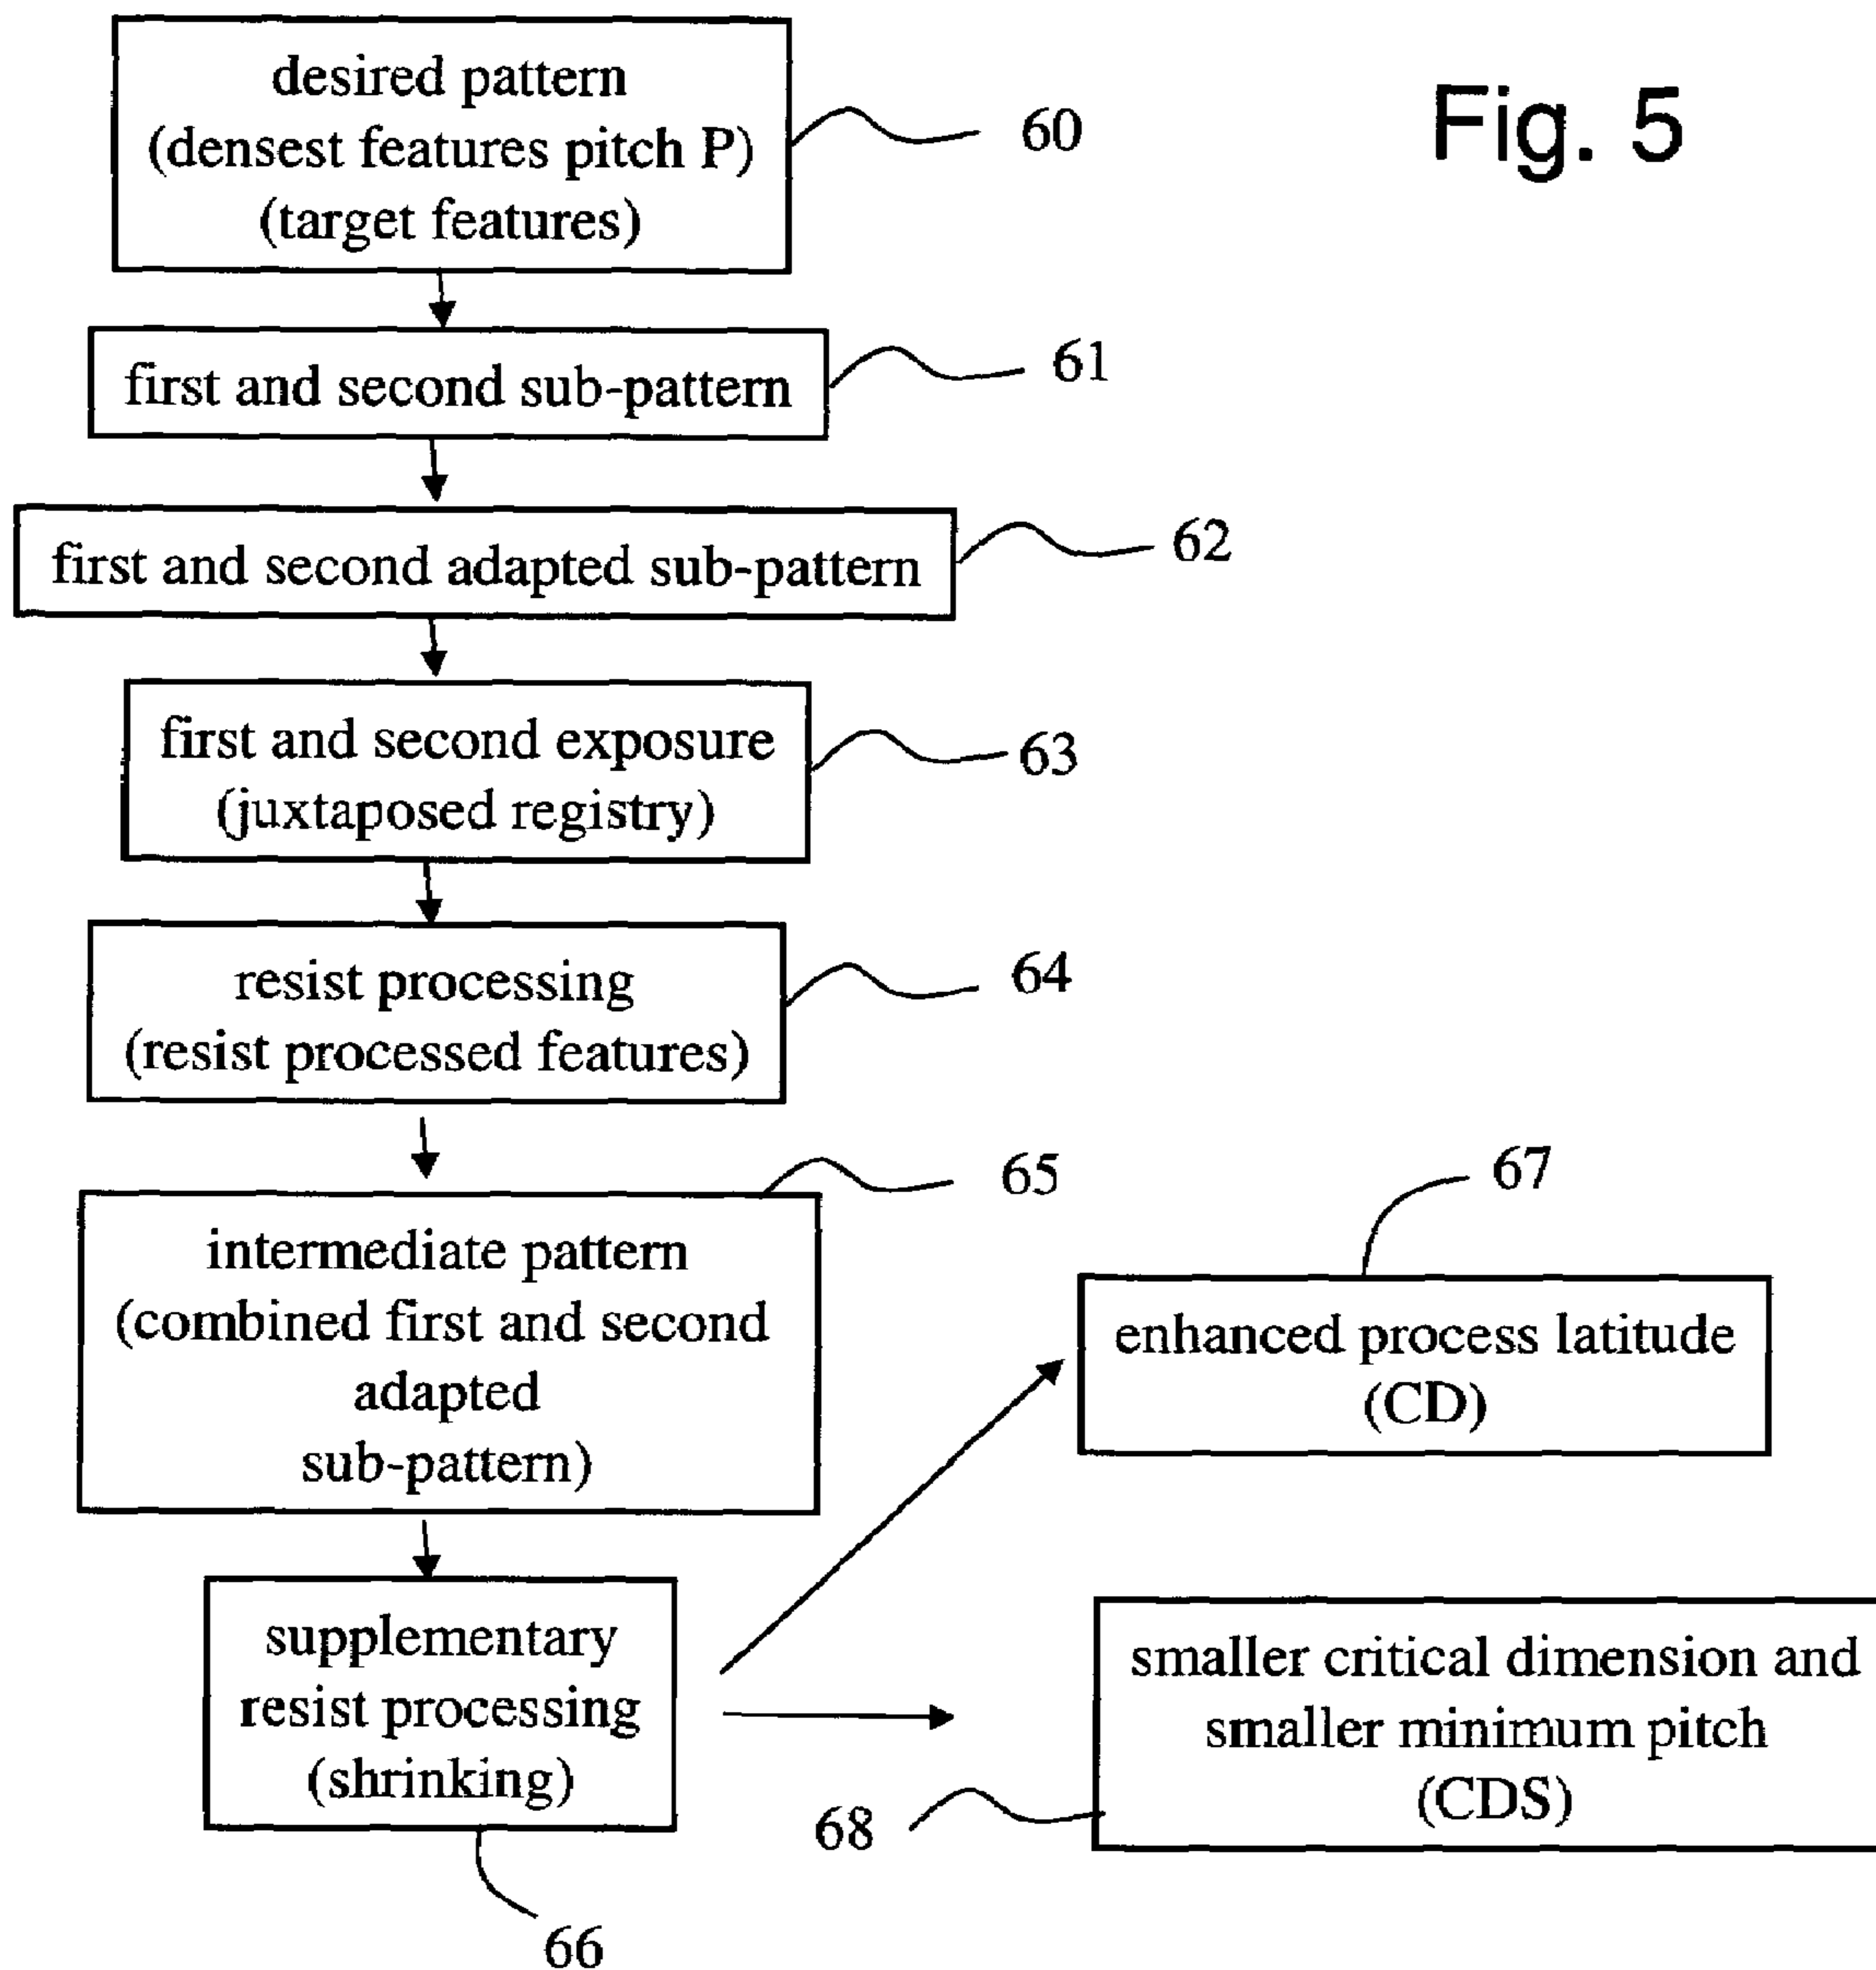 Fig. 5
desired pattern
(densest features pitch P)
(target features)
60
first and second sub-pattern
61
first and second adapted sub-pattern
62
first and second exposure
(juxtaposed registry)
63
resist processing
(resist processed features)
64
intermediate pattern
(combined first and second
adapted
sub-pattern)
65
supplementary
resist processing
(shrinking)
66
enhanced process latitude
(CD)
67
smaller critical dimension and
smaller minimum pitch
(CDS)
68